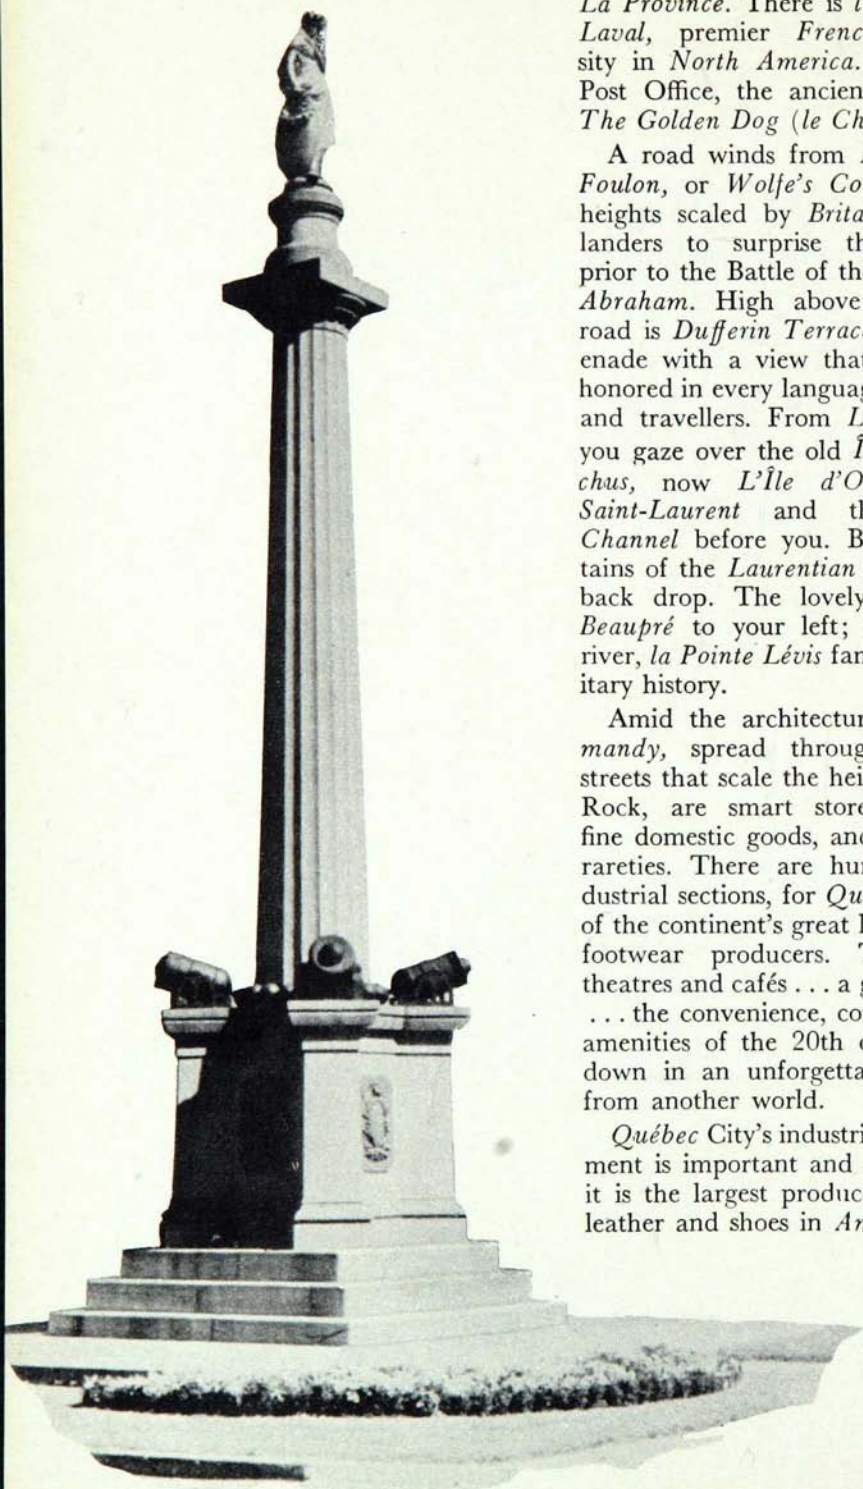 La Province. There is
Laval, premier Frenc
sity in North America.
Post Office, the ancien
The Golden Dog (le Ch
A road winds from
Foulon, or Wolfe's Co
heights scaled by Brita
landers to surprise th
prior to the Battle of th
Abraham. High above
road is Dufferin Terrac
enade with a view that
honored in every languag
and travellers. From L
you gaze over the old Î
chus, now L'Île d'O
Saint-Laurent and th
Channel before you. B
tains of the Laurentian
back drop. The lovely
Beaupré to your left;
river, la Pointe Lévis fam
itary history.
Amid the architectur
mandy, spread throug
streets that scale the hei
Rock, are smart store
fine domestic goods, and
rareties. There are hun
dustrial sections, for Qu
of the continent's great l
footwear producers. T
theatres and cafés . . . a g
. . . the convenience, co
amenities of the 20th c
down in an unforgetta
from another world.
Québec City's industri
ment is important and
it is the largest produc
leather and shoes in Am